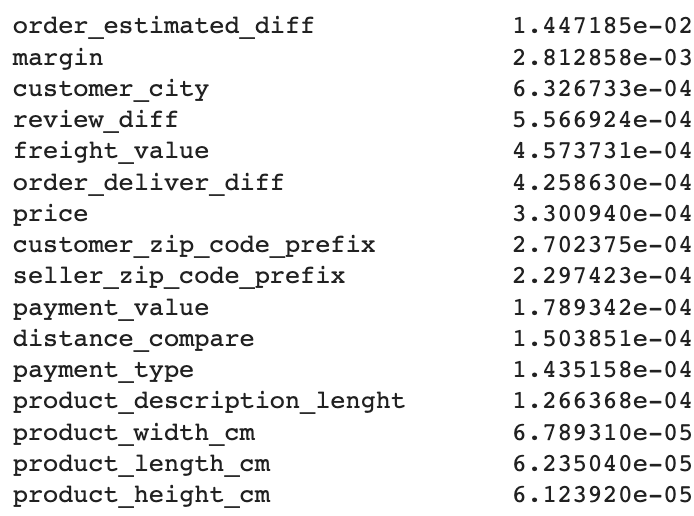 order_estimated_diff 1.447185e-02
margin 2.812858e-03
customer_city 6.326733e-04
review_diff 5.566924e-04
freight_value 4.573731e-04
order_deliver_diff 4.258630e-04
price 3.300940e-04
customer_zip_code_prefix 2.702375e-04
seller_zip_code_prefix 2.297423e-04
payment_value 1.789342e-04
distance_compare 1.503851e-04
payment_type 1.435158e-04
product_description_lenght 1.266368e-04
product_width_cm 6.789310e-05
product_length_cm 6.235040e-05
product_height_cm 6.123920e-05